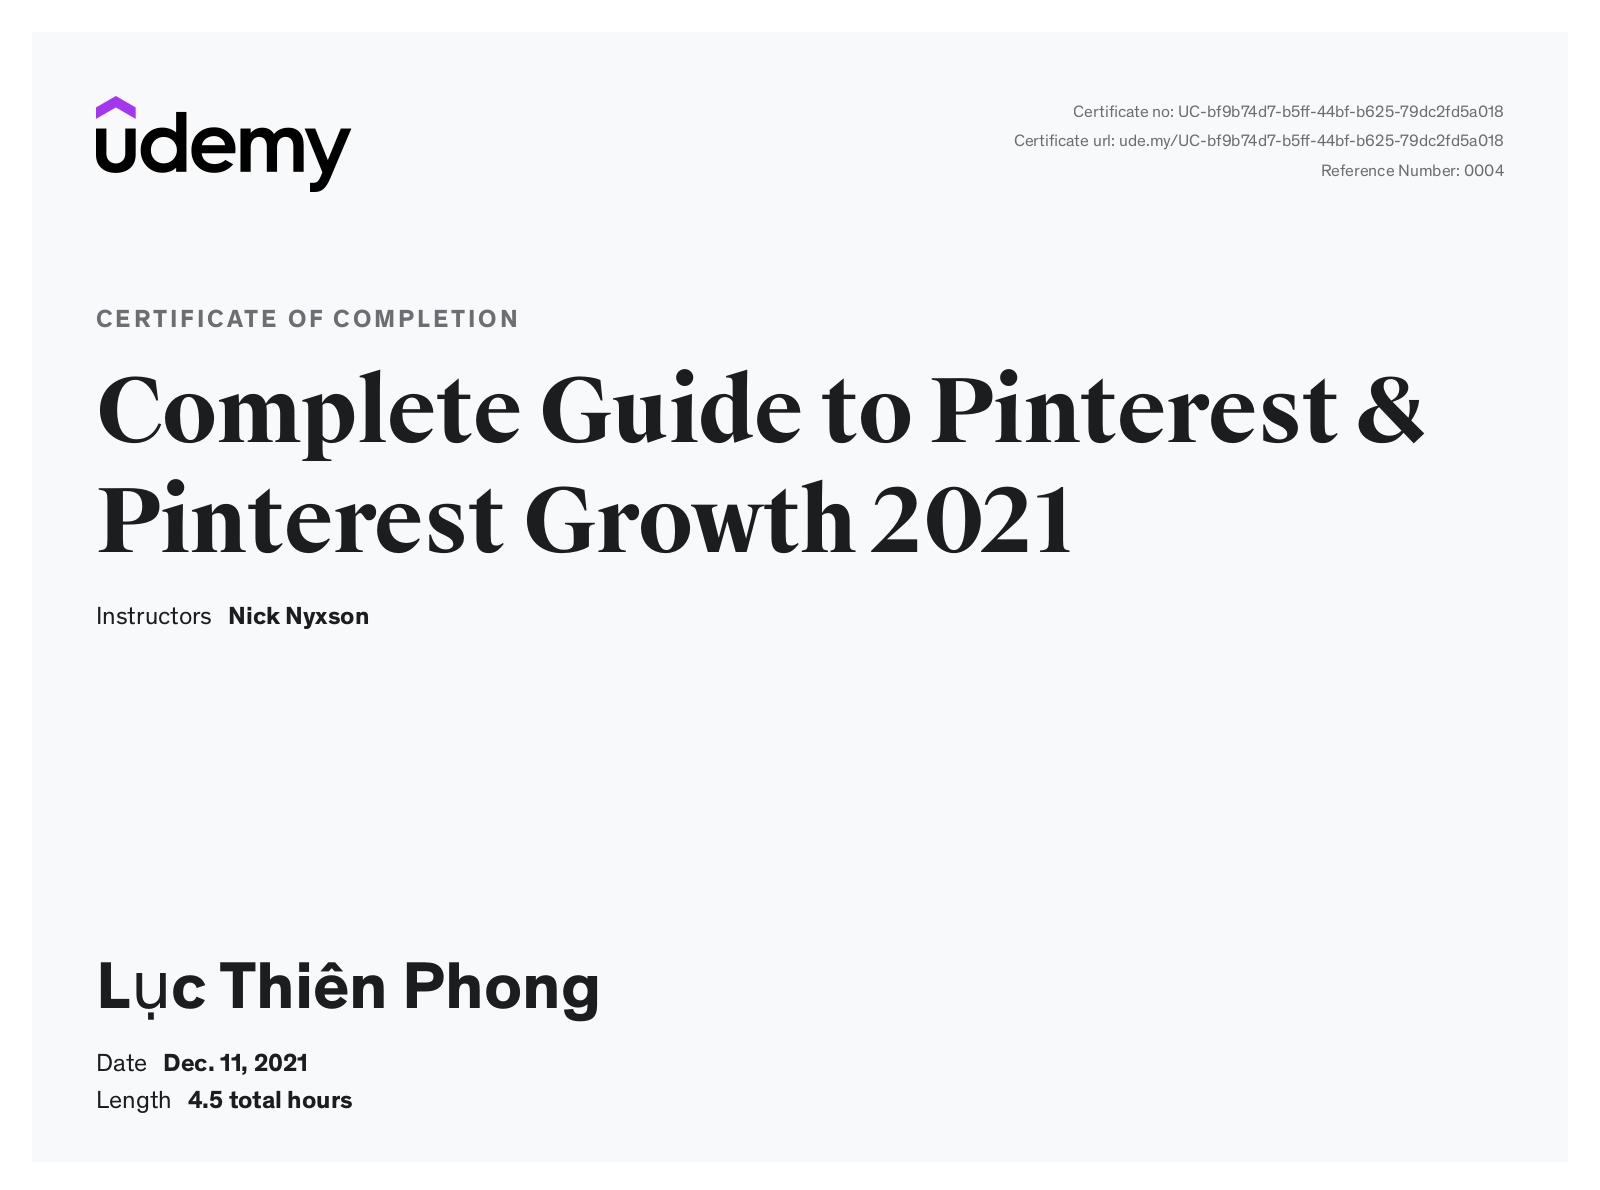 udemy
Certificate no: UC-bf9b74d7-b5ff-44bf-b625-79dc2fd5a018
Certificate url: ude.my/UC-bf9b74d7-b5ff-44bf-b625-79dc2fd5a018
Reference Number: 0004
CERTIFICATE OF COMPLETION
Complete Guide to Pinterest &
Pinterest Growth 2021
Instructors Nick Nyxson
Lục Thiên Phong
Date Dec. 11, 2021
Length 4.5 total hours